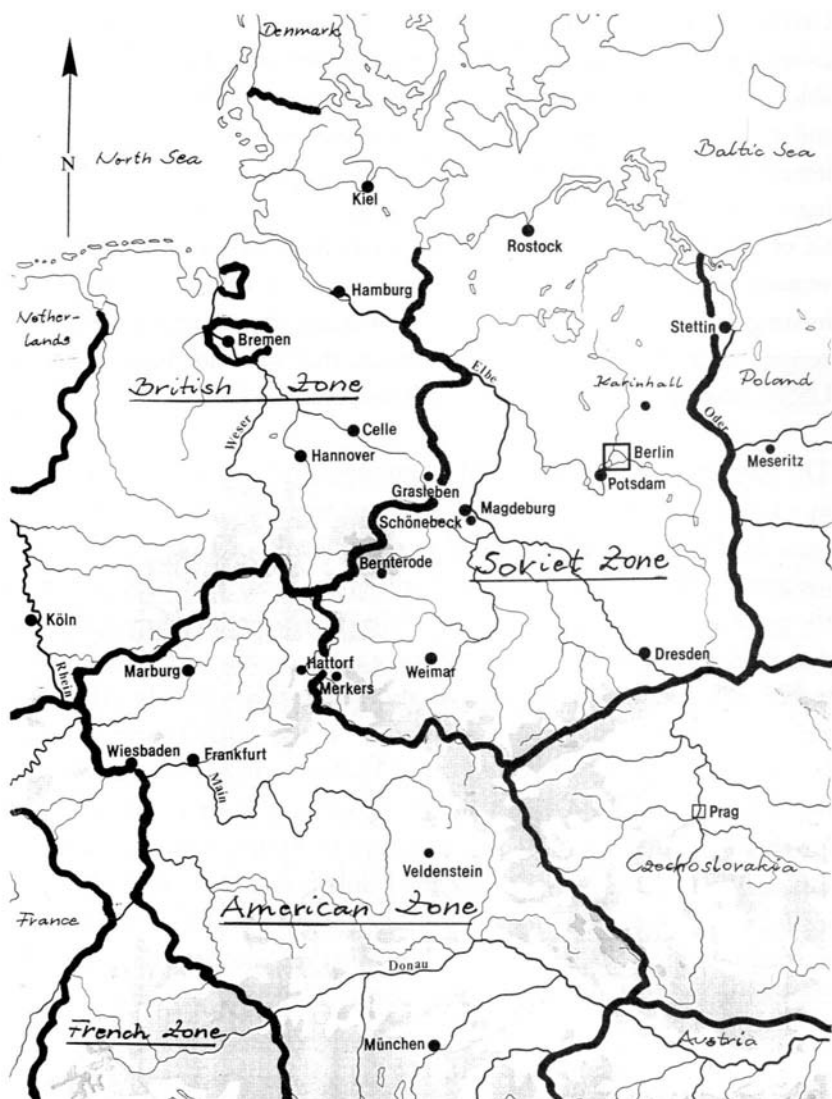 Denmark
N
North Sea
Baltic Sea
Kiel
Rostock
Hamburg
Nether-
lands
Bremen
Stettin
British Zone
Elbe
Karinhall
Poland
Weser
Celle
Oder
Hannover
Berlin
Meseritz
Grasleben
Potsdam
Schönebeck
Magdeburg
Bernterode
Soviet Zone
Köln
Rhein
Marburg
Hattorf
Merkers
Weimar
Dresden
Wiesbaden
Frankfurt
Main
Prag
Veldenstein
Czechoslovakia
France
American Zone
Donau
French Zone
München
Austria